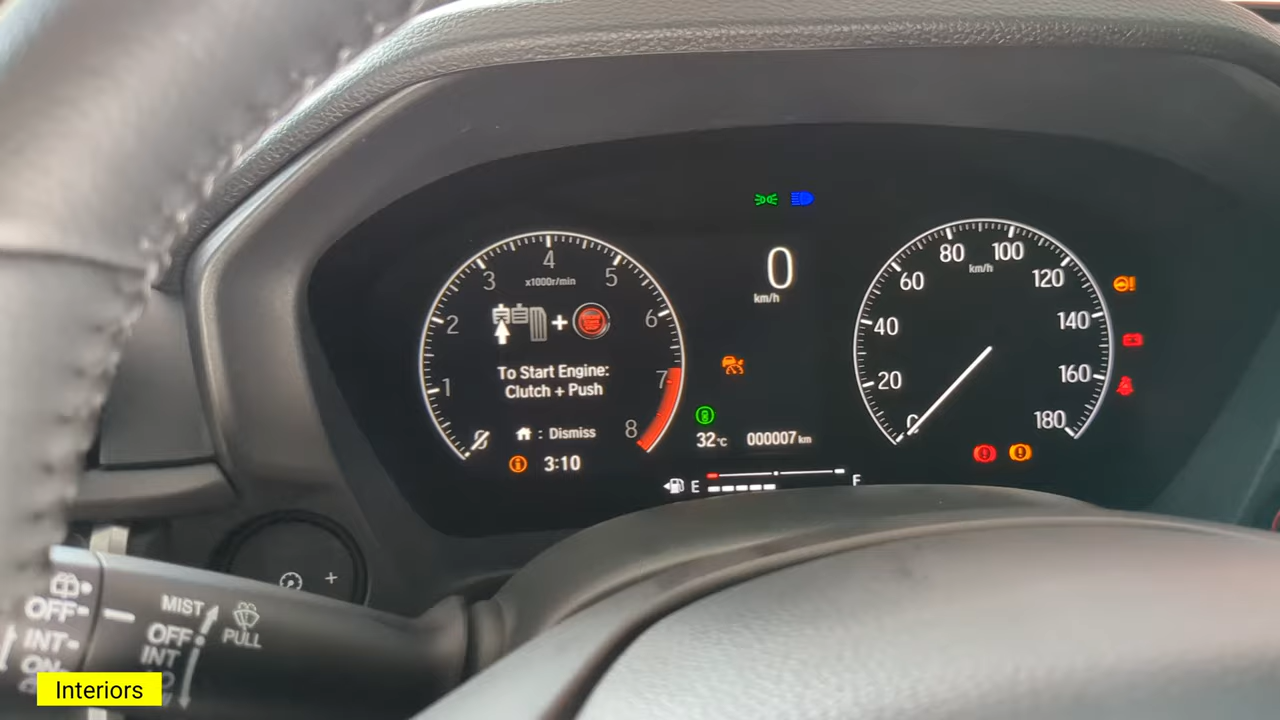 4
3
5
x1000r/min
2
6
1
7
8
+
To Start Engine:
Clutch + Push
: Dismiss
3:10
0
km/h
32°C
000007 km
E
F
80
100
km/h
60
120
40
140
20
160
0
180
+
OFF
INT
ON
MIST
OFF
INT
PULL
Interiors